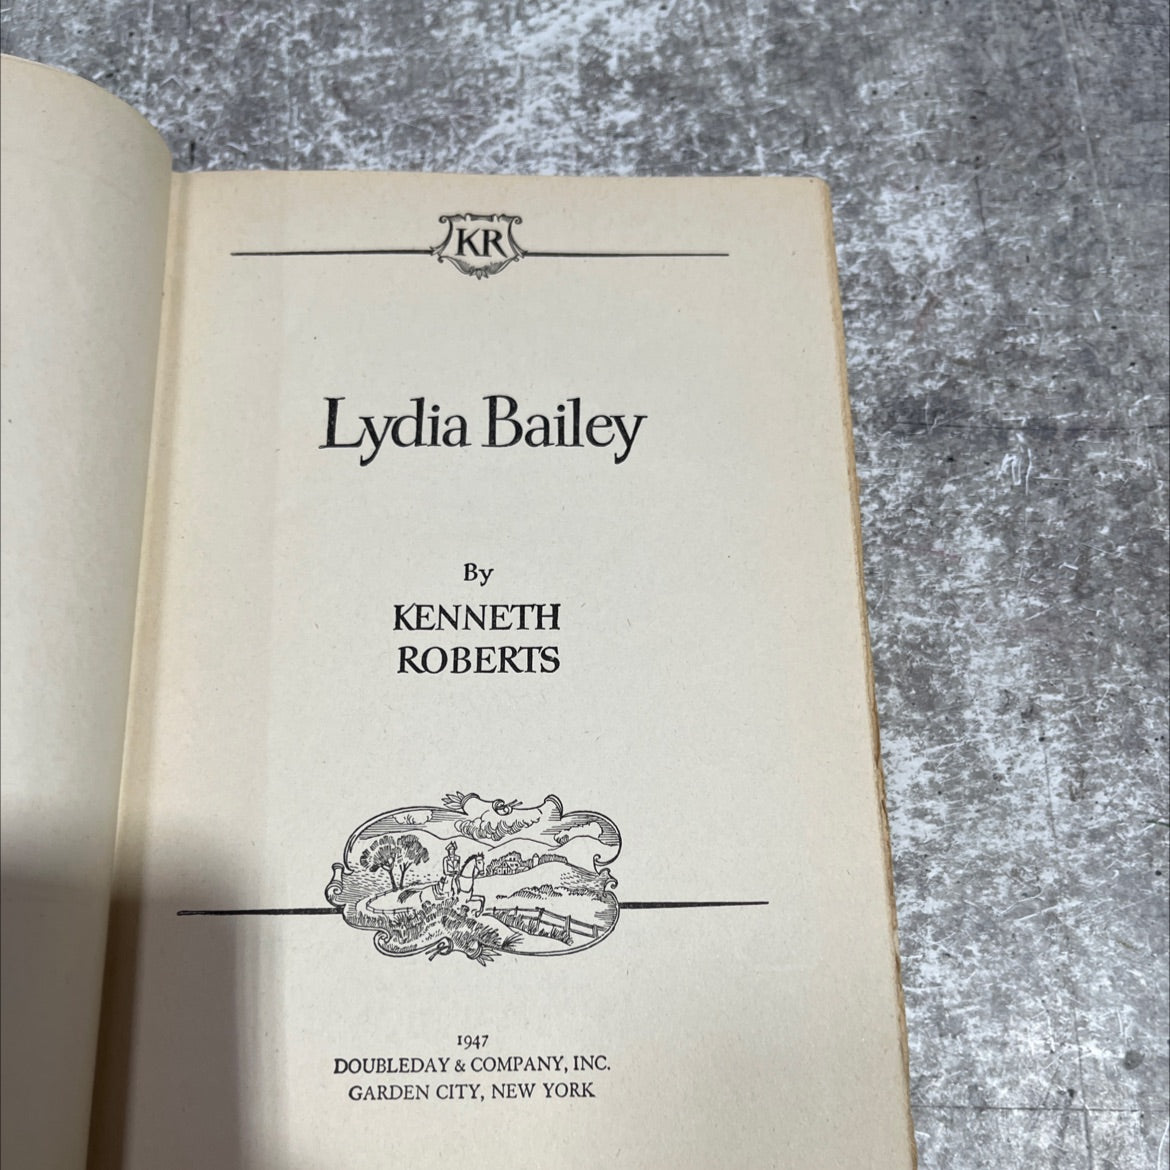 KR
Lydia Bailey
By
KENNETH
ROBERTS
1947
DOUBLEDAY & COMPANY, INC.
GARDEN CITY, NEW YORK